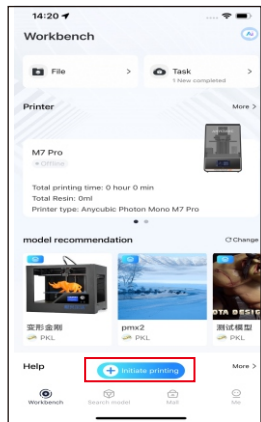 14:20
Workbench
Ai
File >
Task >
1 New completed
Printer
More >
M7 Pro
Offline
Total printing time: 0 hour 0 min
Total Resin: 0ml
Printer type: Anycubic Photon Mono M7 Pro
model recommendation
Change
变形金刚
pmx2
测试模型
PKL
PKL
PKL
Help
Initiate printing
More >
Workbench
Search model
Mall
Me